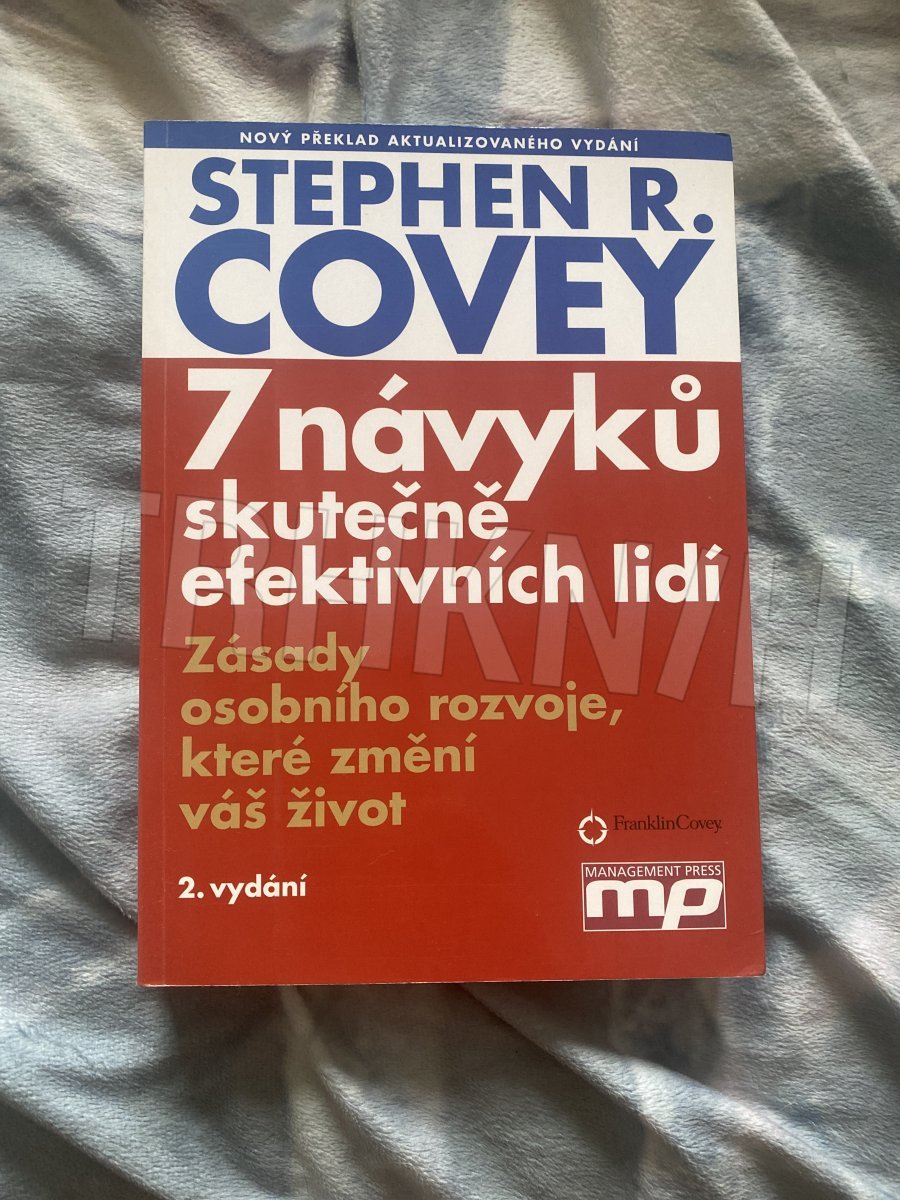 NOVÝ PŘEKLAD AKTUALIZOVANÉHO VYDÁNÍ
STEPHEN R.
COVEY
7 návyků
skutečně
efektivních lidí
Zásady
osobního rozvoje,
které změní
váš život
FranklinCovey
2. vydání
MANAGEMENT PRESS
mp
TRHKNIH